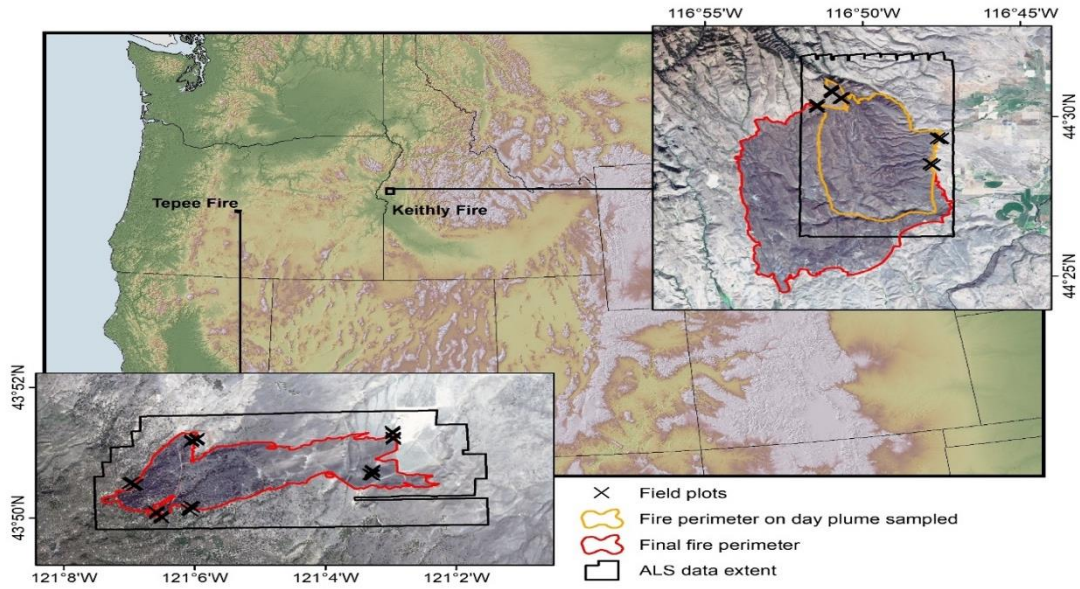 116°55'W 116°50'W 116°45'W
44°30'N
44°25'N
Tepee Fire
Keithly Fire
43°52'N
43°50'N
121°8'W 121°6'W 121°4'W 121°2'W
Field plots
Fire perimeter on day plume sampled
Final fire perimeter
ALS data extent